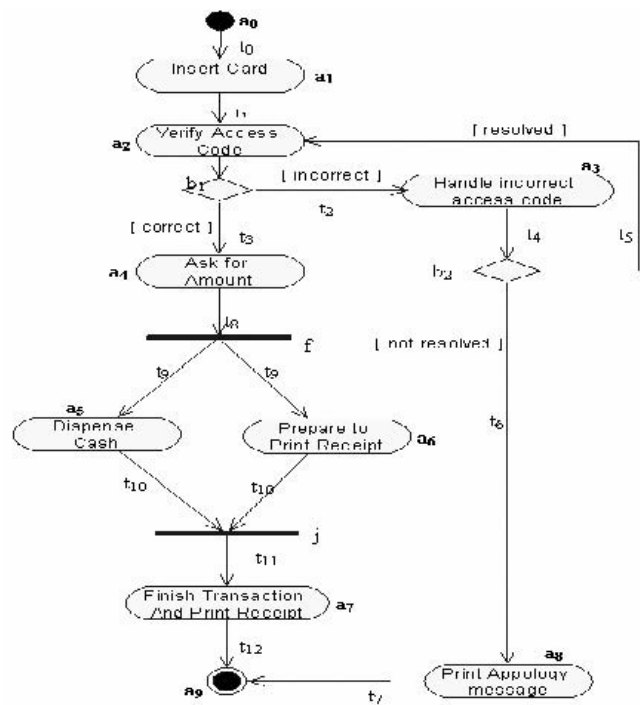 a0
t0
Insert Card
a1
[ resolved ]
Verify Access
Code
a2
b1
[ incorrect ]
t2
a3
Handle incorrect
access code
[ correct ]
t3
t4
t5
a4
Ask for
Amount
b2
t8
f
[ not resolved ]
t9
t9
a5
Dispense
Cash
Prepare to
Print Receipt
a6
t6
t10
t10
j
t11
Finish Transaction
And Print Receipt
a7
t12
a8
Print Appology
message
a9
t7